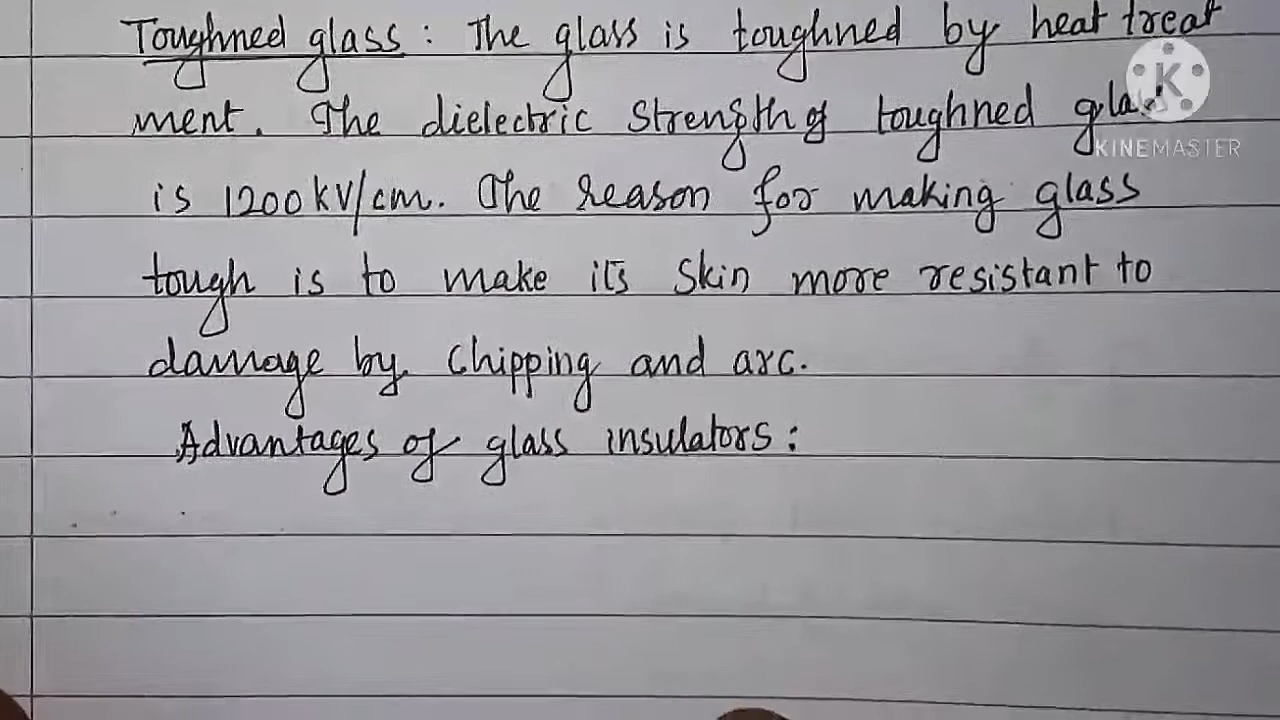 Toughned glass : The glass is toughned by heat treat
ment. The dielectric strength of toughned glass
KINEMASTER
is 1200kV/cm. The reason for making glass
tough is to make its skin more resistant to
damage by chipping and arc.
Advantages of glass insulators: